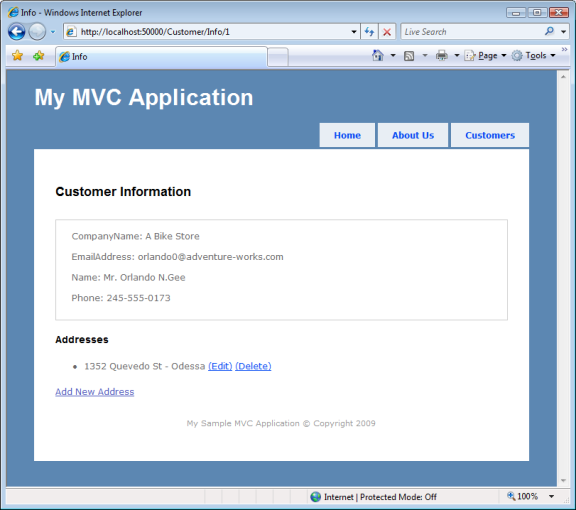 Info - Windows Internet Explorer
http://localhost:50000/Customer/Info/1
Live Search
Info
Page
Tools
My MVC Application
Home
About Us
Customers
Customer Information
CompanyName: A Bike Store
EmailAddress: orlando0@adventure-works.com
Name: Mr. Orlando N.Gee
Phone: 245-555-0173
Addresses
• 1352 Quevedo St - Odessa (Edit) (Delete)
Add New Address
My Sample MVC Application © Copyright 2009
Internet | Protected Mode: Off
100%